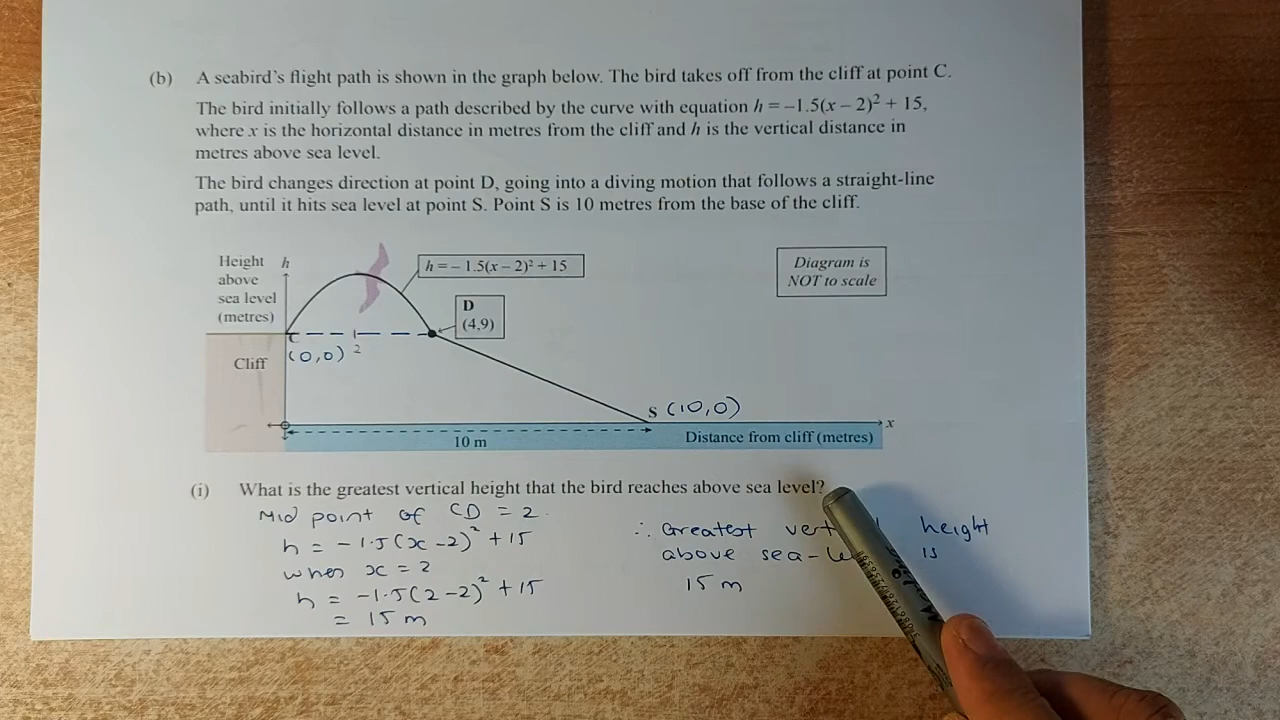 (b) A seabird's flight path is shown in the graph below. The bird takes off from the cliff at point C.
The bird initially follows a path described by the curve with equation h = −1.5(x − 2)² + 15,
where x is the horizontal distance in metres from the cliff and h is the vertical distance in
metres above sea level.
The bird changes direction at point D, going into a diving motion that follows a straight-line
path, until it hits sea level at point S. Point S is 10 metres from the base of the cliff.
Height h
above
sea level
(metres)
h = − 1.5(x − 2)² + 15
Diagram is
NOT to scale
D
(4,9)
C
(0,0) 2
Cliff
S (10,0)
x
10 m
Distance from cliff (metres)
(i) What is the greatest vertical height that the bird reaches above sea level?
Mid point of CD = 2
h = -1.5(x-2)² + 15
when x = 2
h = -1.5(2-2)² + 15
= 15 m
∴ Greatest height
above sea- is
15 m